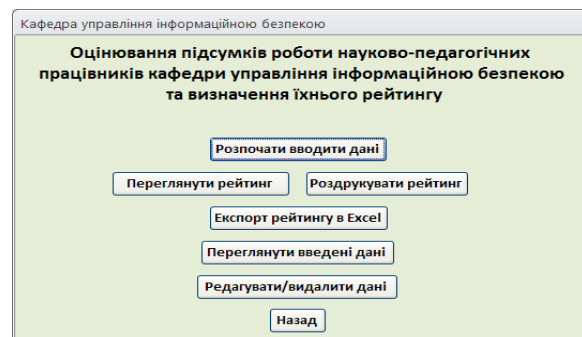 Кафедра управління інформаційною безпекою
Оцінювання підсумків роботи науково-педагогічних
працівників кафедри управління інформаційною безпекою
та визначення їхнього рейтингу
Розпочати вводити дані
Переглянути рейтинг Роздрукувати рейтинг
Експорт рейтингу в Excel
Переглянути введені дані
Редагувати/видалити дані
Назад